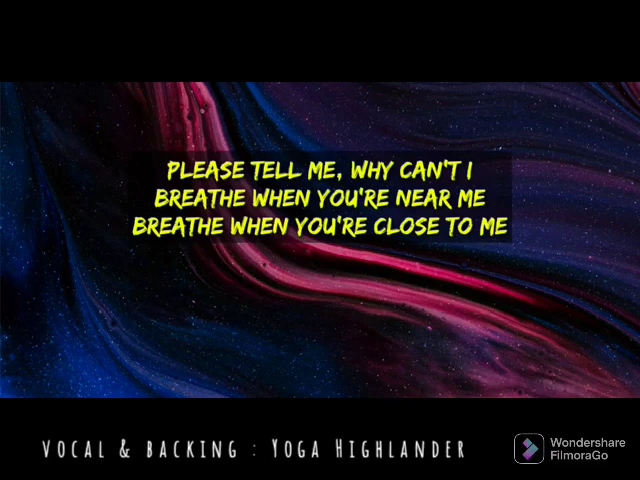 PLEASE TELL ME, WHY CAN'T I
BREATHE WHEN YOU'RE NEAR ME
BREATHE WHEN YOU'RE CLOSE TO ME
VOCAL & BACKING : YOGA HIGHLANDER
Wondershare
FilmoraGo